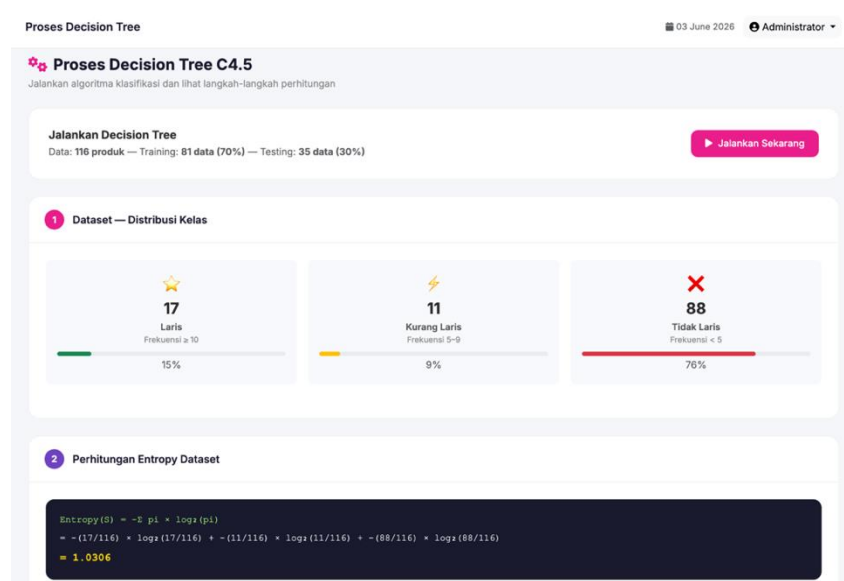 Proses Decision Tree
03 June 2026 Administrator
Proses Decision Tree C4.5
Jalankan algoritma klasifikasi dan lihat langkah-langkah perhitungan
Jalankan Decision Tree
Data: 116 produk — Training: 81 data (70%) — Testing: 35 data (30%)
Jalankan Sekarang
1 Dataset — Distribusi Kelas
17
Laris
Frekuensi ≥ 10
15%
11
Kurang Laris
Frekuensi 5–9
9%
88
Tidak Laris
Frekuensi < 5
76%
2 Perhitungan Entropy Dataset
Entropy(S) = -Σ pi × log₂(pi)
= -(17/116) × log₂(17/116) + -(11/116) × log₂(11/116) + -(88/116) × log₂(88/116)
= 1.0306